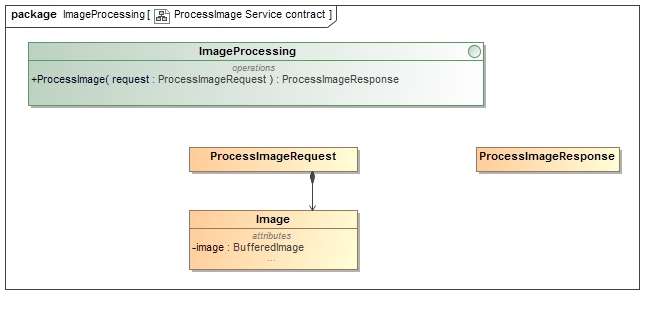 package ImageProcessing [ ProcessImage Service contract ]
ImageProcessing
operations
+ProcessImage( request : ProcessImageRequest ) : ProcessImageResponse
ProcessImageRequest
ProcessImageResponse
Image
attributes
-image : BufferedImage
...